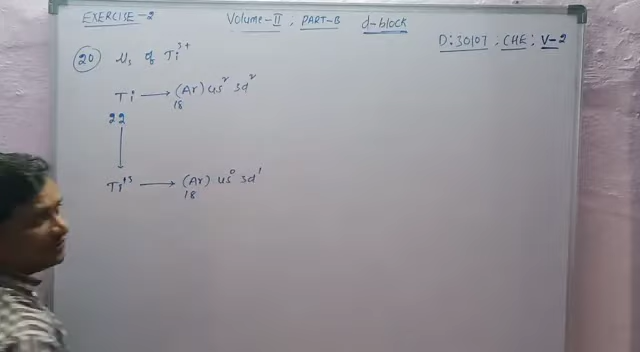 EXERCISE-2 Volume-II; PART-B d-block
D:30107; CHE; V-2
20 μs of Ti³⁺
Ti → (Ar) 4s² 3d²
22 18
Ti⁺³ → (Ar) 4s⁰ 3d¹
18